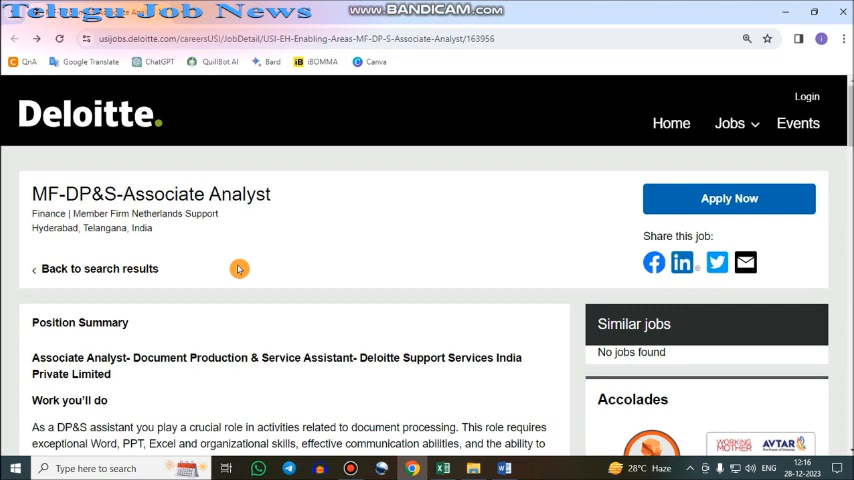 Telugu Job News
WWW.BANDICAM.COM
usijobs.deloitte.com/careersUSI/JobDetail/USI-EH-Enabling-Areas-MF-DP-S-Associate-Analyst/163956
QnA Google Translate ChatGPT QuillBot AI Bard iBOMMA Canva
Login
Deloitte.
Home Jobs Events
MF-DP&S-Associate Analyst
Finance | Member Firm Netherlands Support
Hyderabad, Telangana, India
Apply Now
Share this job:
Back to search results
Position Summary
Associate Analyst- Document Production & Service Assistant- Deloitte Support Services India
Private Limited
Work you'll do
As a DP&S assistant you play a crucial role in activities related to document processing. This role requires
exceptional Word, PPT, Excel and organizational skills, effective communication abilities, and the ability to
Similar jobs
No jobs found
Accolades
WORKING
MOTHER
AVTAR
Type here to search
28°C Haze
ENG
12:16
28-12-2023